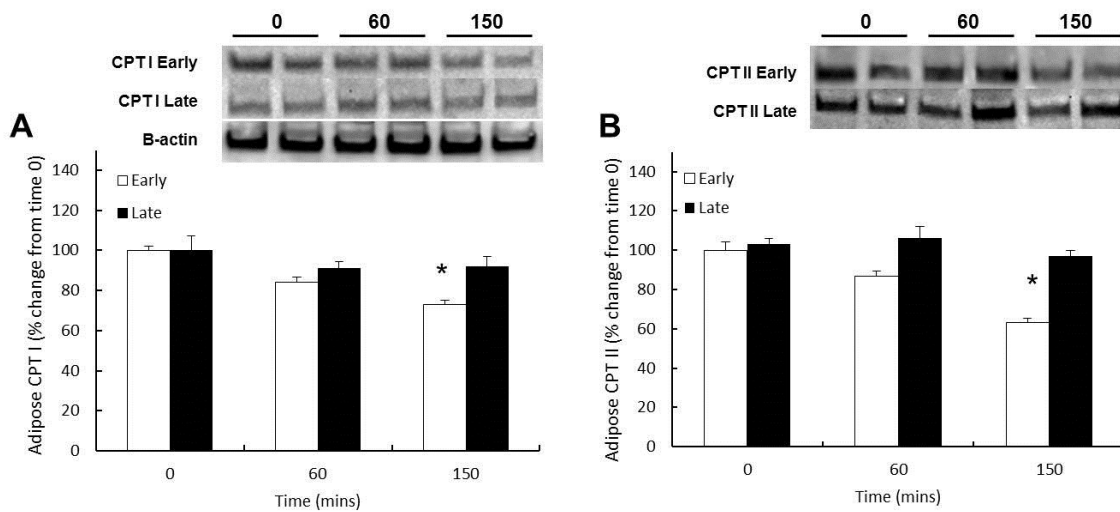 0 60 150
CPT I Early
CPT I Late
B-actin
A
Adipose CPT I (% change from time 0)
140
120
100
80
60
40
20
0
Early
Late
*
0 60 150
Time (mins)
0 60 150
CPT II Early
CPT II Late
B
Adipose CPT II (% change from time 0)
140
120
100
80
60
40
20
0
Early
Late
*
0 60 150
Time (mins)